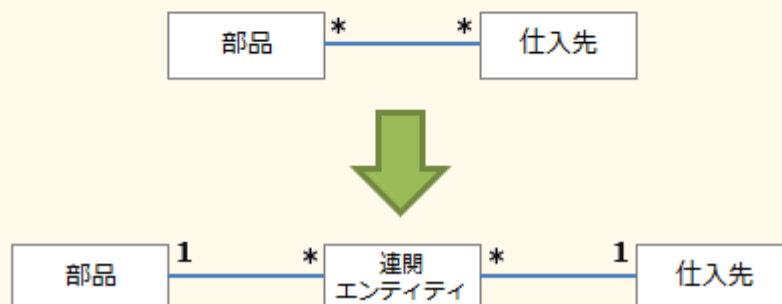 部品 * * 仕入先
部品 1 * 連関 * 1 仕入先
エンティティ